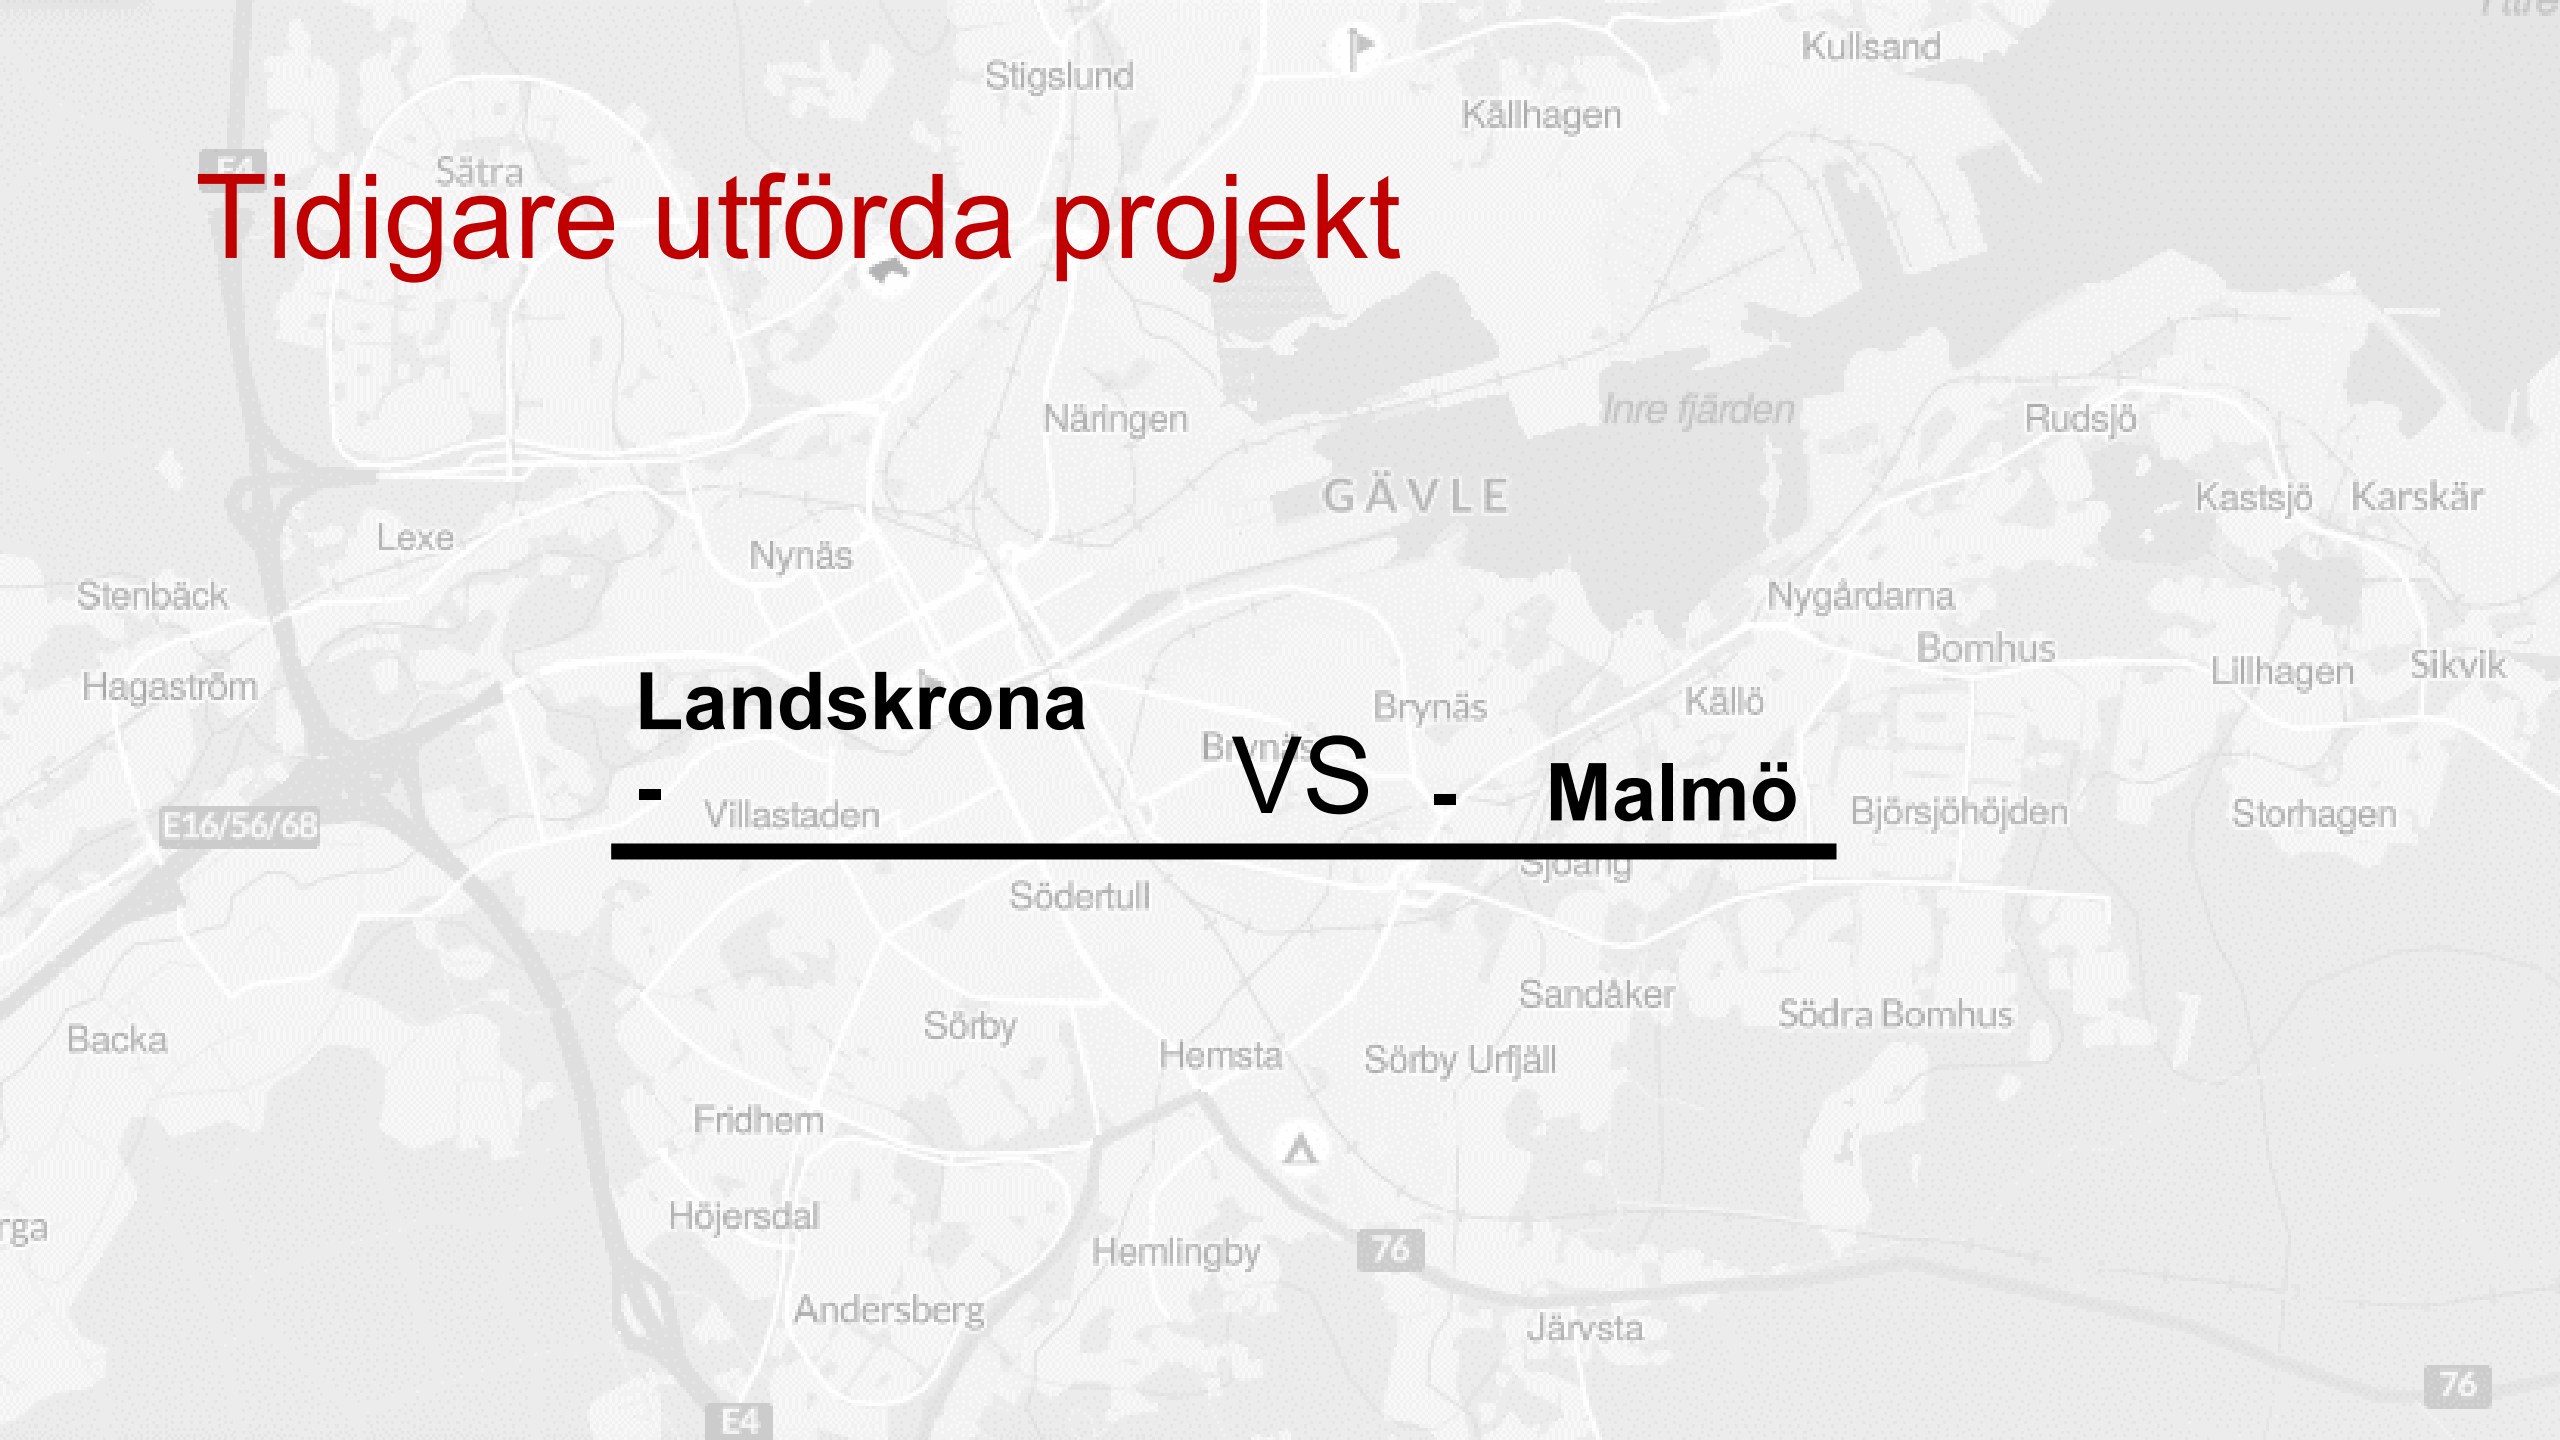 Kullsand
Stigslund
Källhagen
E4
Sätra
Tidigare utförda projekt
Inre fjärden
Näringen
Rudsjö
GÄVLE
Kastsjö
Karskär
Lexe
Nynäs
Stenbäck
Nygårdarna
Bomhus
Hagaström
Lillhagen
Sikvik
Landskrona
Källö
Brynäs
Brynäs
VS
-
-
Malmö
Villastaden
Björsjöhöjden
Storhagen
E16/56/68
Södertull
Sandåker
Södra Bomhus
Sörby
Backa
Hemsta
Sörby Urfjäll
Fridhem
Höjersdal
Hemlingby
76
Andersberg
Järvsta
76
E4